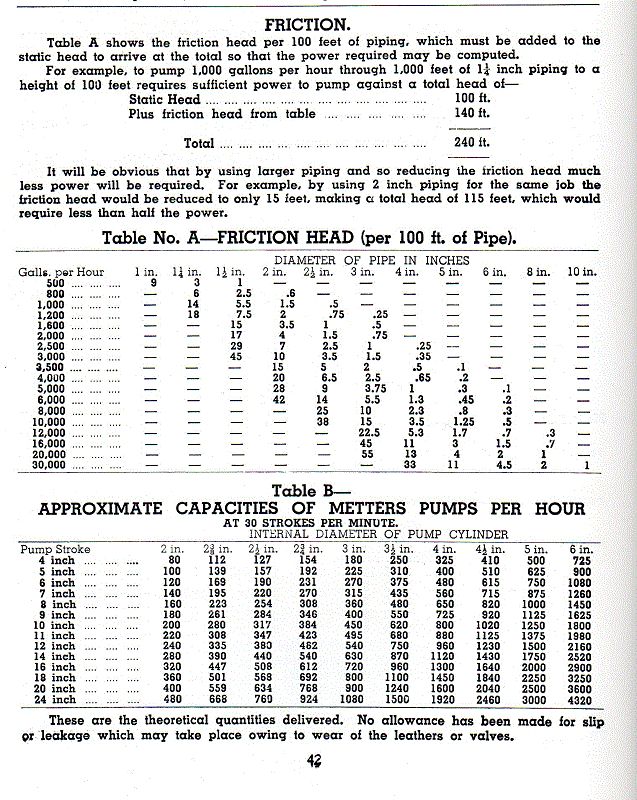 FRICTION.
Table A shows the friction head per 100 feet of piping, which must be added to the
static head to arrive at the total so that the power required may be computed.
For example, to pump 1,000 gallons per hour through 1,000 feet of 1¼ inch piping to a
height of 100 feet requires sufficient power to pump against a total head of—
Static Head .... .... .... .... .... .... .... .... 100 ft.
Plus friction head from table .... .... .... .... 140 ft.
Total .... .... .... .... .... .... .... 240 ft.
It will be obvious that by using larger piping and so reducing the friction head much
less power will be required. For example, by using 2 inch piping for the same job the
friction head would be reduced to only 15 feet, making a total head of 115 feet, which would
require less than half the power.
Table No. A—FRICTION HEAD (per 100 ft. of Pipe).
DIAMETER OF PIPE IN INCHES
Galls. per Hour 1 in. 1¼ in. 1½ in. 2 in. 2½ in. 3 in. 4 in. 5 in. 6 in. 8 in. 10 in.
500 .... .... .... 9 3 1 — — — — — — — —
800 .... .... .... — 6 2.5 .6 — — — — — — —
1,000 .... .... .... — 14 5.5 1.5 .5 — — — — — —
1,200 .... .... .... — 18 7.5 2 .75 .25 — — — — —
1,600 .... .... .... — — 15 3.5 1 .5 — — — — —
2,000 .... .... .... — — 17 4 1.5 .75 — — — — —
2,500 .... .... .... — — 29 7 2.5 1 .25 — — — —
3,000 .... .... .... — — 45 10 3.5 1.5 .35 — — — —
3,500 .... .... .... — — — 15 5 2 .5 .1 — — —
4,000 .... .... .... — — — 20 6.5 2.5 .65 .2 — — —
5,000 .... .... .... — — — 28 9 3.75 1 .3 .1 — —
6,000 .... .... .... — — — 42 14 5.5 1.3 .45 .2 — —
8,000 .... .... .... — — — — 25 10 2.3 .8 .3 — —
10,000 .... .... .... — — — — 38 15 3.5 1.25 .5 — —
12,000 .... .... .... — — — — — 22.5 5.3 1.7 .7 .3 —
16,000 .... .... .... — — — — — 45 11 3 1.5 .7 —
20,000 .... .... .... — — — — — 55 13 4 2 1 —
30,000 .... .... .... — — — — — — 33 11 4.5 2 1
Table B—
APPROXIMATE CAPACITIES OF METTERS PUMPS PER HOUR
AT 30 STROKES PER MINUTE.
INTERNAL DIAMETER OF PUMP CYLINDER
Pump Stroke 2 in. 2⅜ in. 2½ in. 2¾ in. 3 in. 3½ in. 4 in. 4½ in. 5 in. 6 in.
4 inch .... .... .... 80 112 127 154 180 250 325 410 500 725
5 inch .... .... .... 100 139 157 192 225 310 400 510 625 900
6 inch .... .... .... 120 169 190 231 270 375 480 615 750 1080
7 inch .... .... .... 140 195 220 270 315 435 560 715 875 1260
8 inch .... .... .... 160 223 254 308 360 480 650 820 1000 1450
9 inch .... .... .... 180 261 284 346 400 550 725 920 1125 1625
10 inch .... .... .... 200 280 317 384 450 620 800 1020 1250 1800
11 inch .... .... .... 220 308 347 423 495 680 880 1125 1375 1980
12 inch .... .... .... 240 335 380 462 540 750 960 1230 1500 2160
14 inch .... .... .... 280 390 440 540 630 870 1120 1430 1750 2520
16 inch .... .... .... 320 447 508 612 720 960 1300 1640 2000 2900
18 inch .... .... .... 360 501 568 692 800 1100 1450 1840 2250 3250
20 inch .... .... .... 400 559 634 768 900 1240 1600 2040 2500 3600
24 inch .... .... .... 480 668 760 924 1080 1500 1920 2460 3000 4320
These are the theoretical quantities delivered. No allowance has been made for slip
or leakage which may take place owing to wear of the leathers or valves.
42